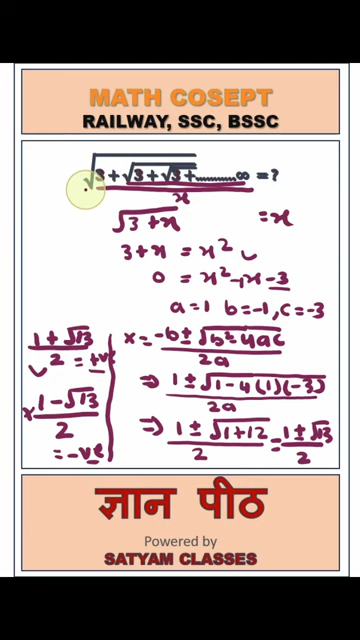 MATH COSEPT
RAILWAY, SSC, BSSC
√3 + √3 + √3 + .......... ∞ = ?
x
√3 + x = x
3 + x = x²
0 = x² - x - 3
a = 1 b = -1, c = -3
x = -b ± √b² - 4ac / 2a
⇒ 1 ± √1 - 4(1)(-3) / 2a
⇒ 1 ± √1 + 12 / 2 = 1 ± √13 / 2
1 + √13 / 2 = +ve
× 1 - √13 / 2
= -ve
ज्ञान पीठ
Powered by
SATYAM CLASSES